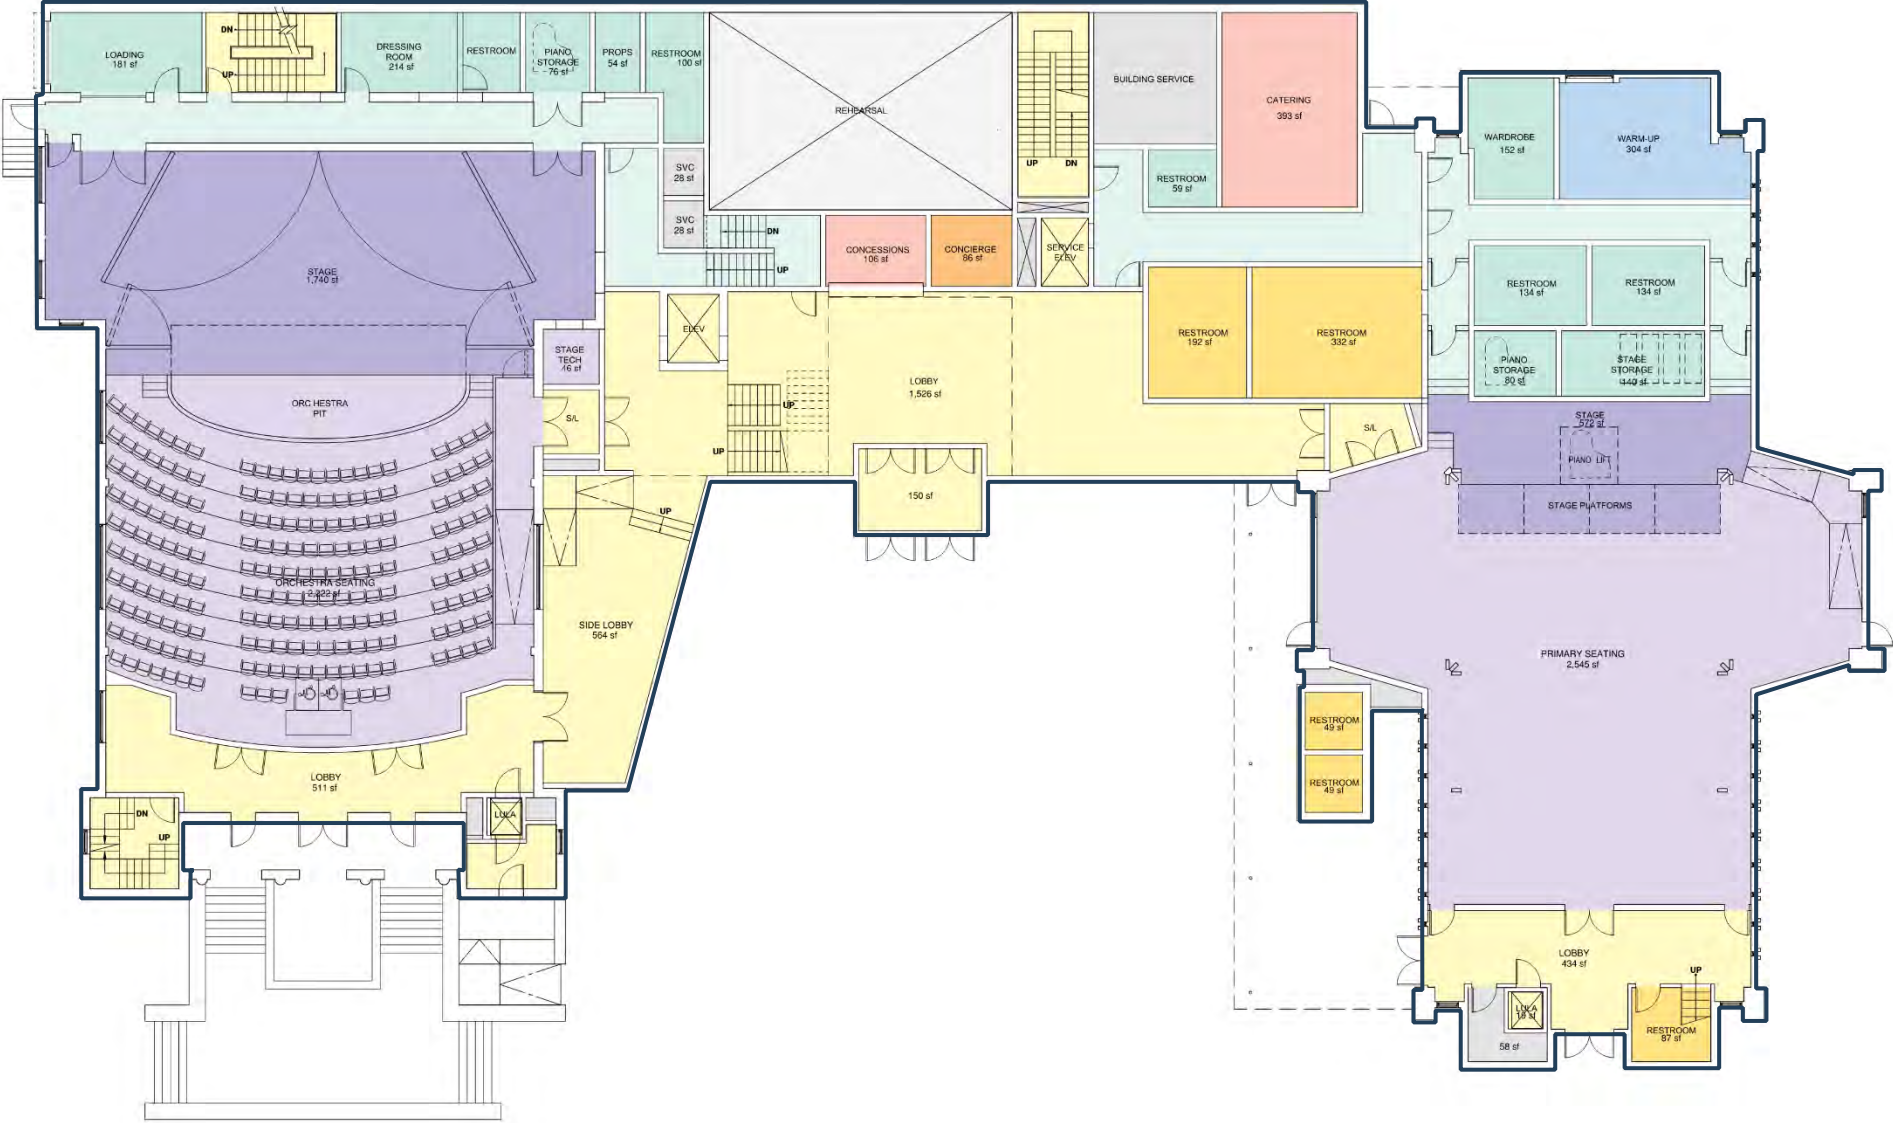 LOADING
181 sf
DN
UP
DRESSING
ROOM
214 sf
RESTROOM
PIANO
STORAGE
76 sf
PROPS
54 sf
RESTROOM
100 sf
REHEARSAL
UP
DN
BUILDING SERVICE
CATERING
393 sf
RESTROOM
59 sf
WARDROBE
152 sf
WARM-UP
304 sf
SVC
28 sf
SVC
28 sf
DN
UP
CONCESSIONS
106 sf
CONCIERGE
86 sf
SERVICE
ELEV
STAGE
1,740 sf
RESTROOM
134 sf
RESTROOM
134 sf
ELEV
RESTROOM
192 sf
RESTROOM
332 sf
STAGE
TECH
46 sf
PIANO
STORAGE
80 sf
STAGE
STORAGE
140 sf
LOBBY
1,526 sf
ORCHESTRA
PIT
S/L
UP
UP
S/L
STAGE
572 sf
PIANO LIFT
STAGE PLATFORMS
150 sf
UP
ORCHESTRA SEATING
2,222 sf
SIDE LOBBY
564 sf
PRIMARY SEATING
2,545 sf
RESTROOM
49 sf
RESTROOM
49 sf
LOBBY
511 sf
DN
UP
LULA
LOBBY
434 sf
UP
LULA
18 sf
58 sf
RESTROOM
87 sf